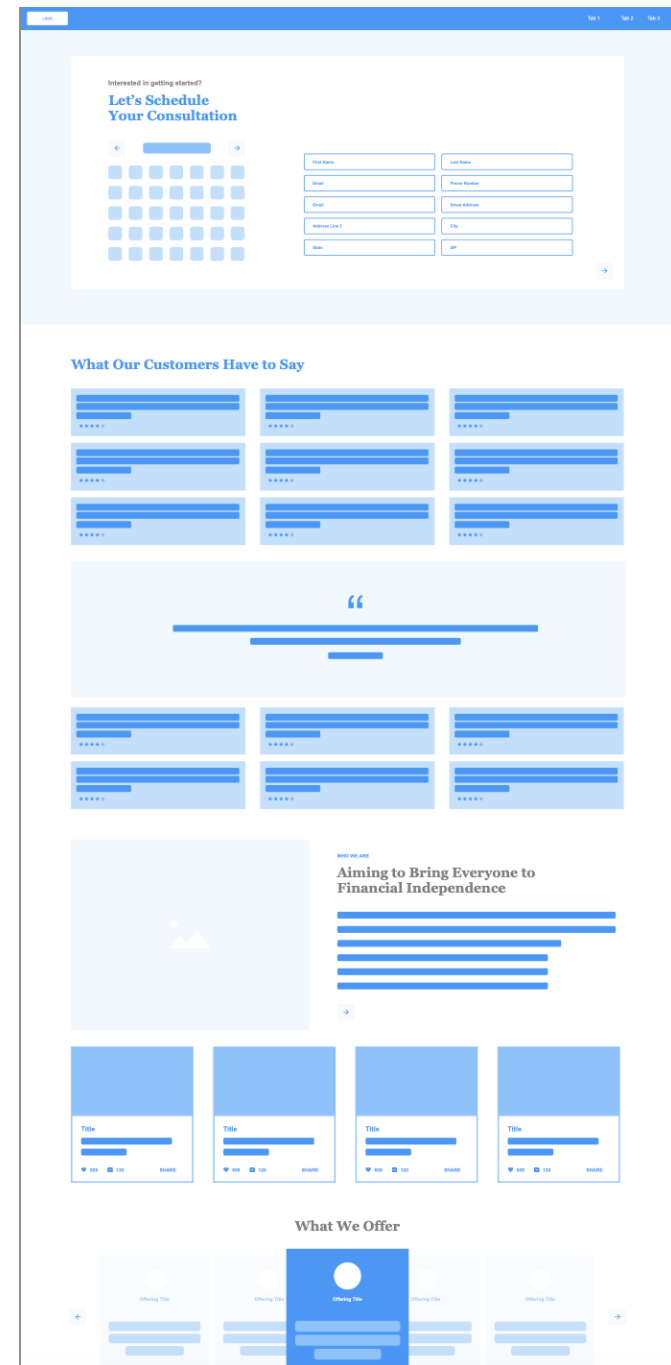 LOGO
Tab 1
Tab 2
Tab 3
Interested in getting started?
Let's Schedule
Your Consultation
First Name
Last Name
Email
Phone Number
Email
Street Address
Address Line 2
City
State
ZIP
What Our Customers Have to Say
“
WHO WE ARE
Aiming to Bring Everyone to
Financial Independence
Title
Title
Title
Title
SHARE
SHARE
SHARE
SHARE
What We Offer
Offering Title
Offering Title
Offering Title
Offering Title